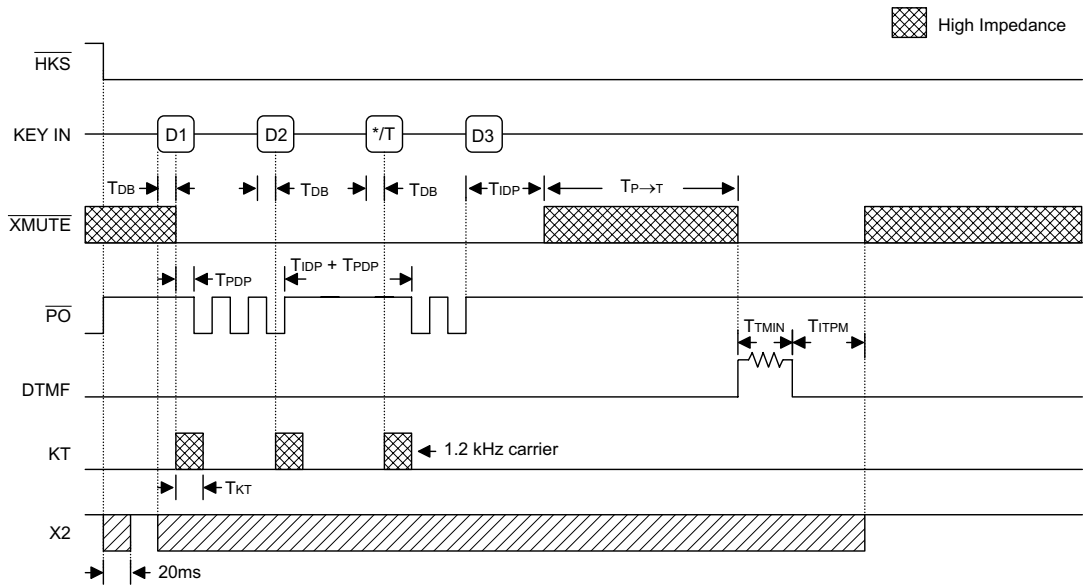 High Impedance
HKS
KEY IN D1 D2 */T D3
TDB TDB TDB TIDP TP→T
XMUTE
TPDP TIDP + TPDP
PO
TTMIN TITPM
DTMF
KT 1.2 kHz carrier
TKT
X2
20ms